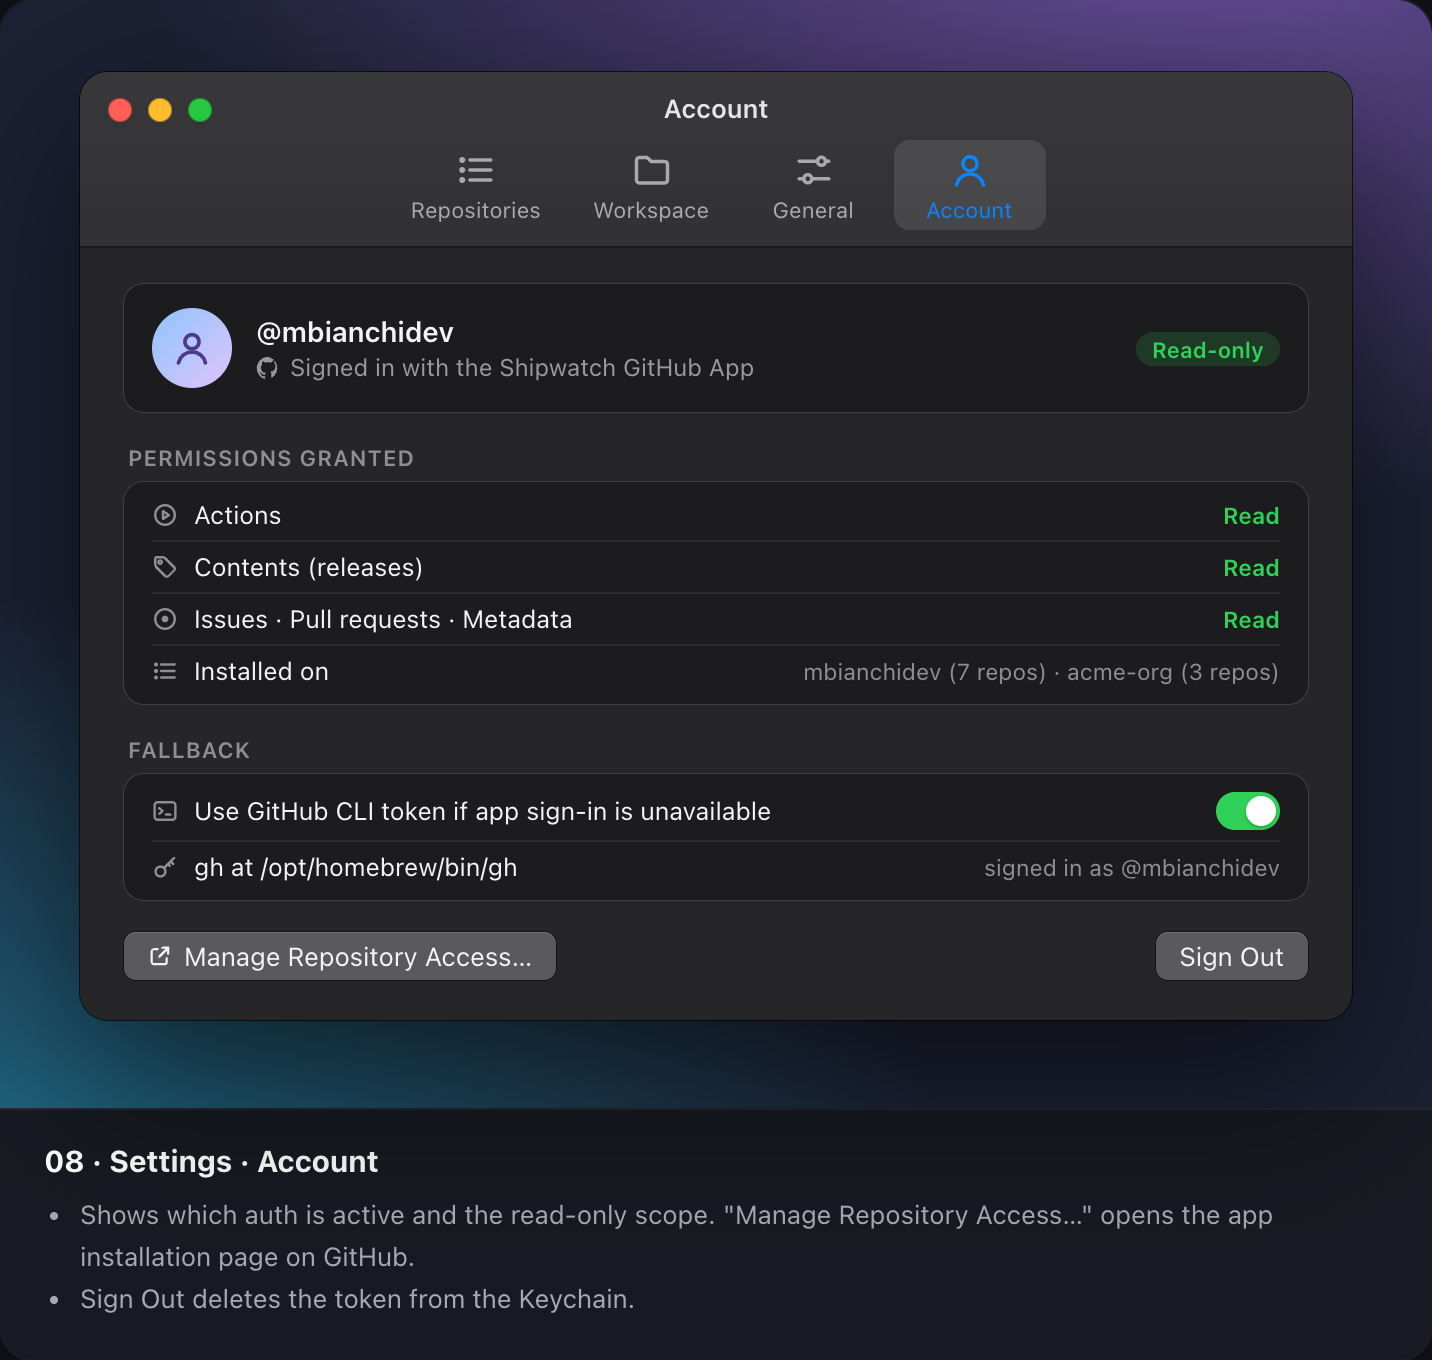 Account
Repositories
Workspace
General
Account
@mbianchidev
Signed in with the Shipwatch GitHub App
Read-only
PERMISSIONS GRANTED
Actions
Read
Contents (releases)
Read
Issues · Pull requests · Metadata
Read
Installed on
mbianchidev (7 repos) · acme-org (3 repos)
FALLBACK
Use GitHub CLI token if app sign-in is unavailable
gh at /opt/homebrew/bin/gh
signed in as @mbianchidev
Manage Repository Access...
Sign Out
08 · Settings · Account
• Shows which auth is active and the read-only scope. "Manage Repository Access..." opens the app
installation page on GitHub.
• Sign Out deletes the token from the Keychain.